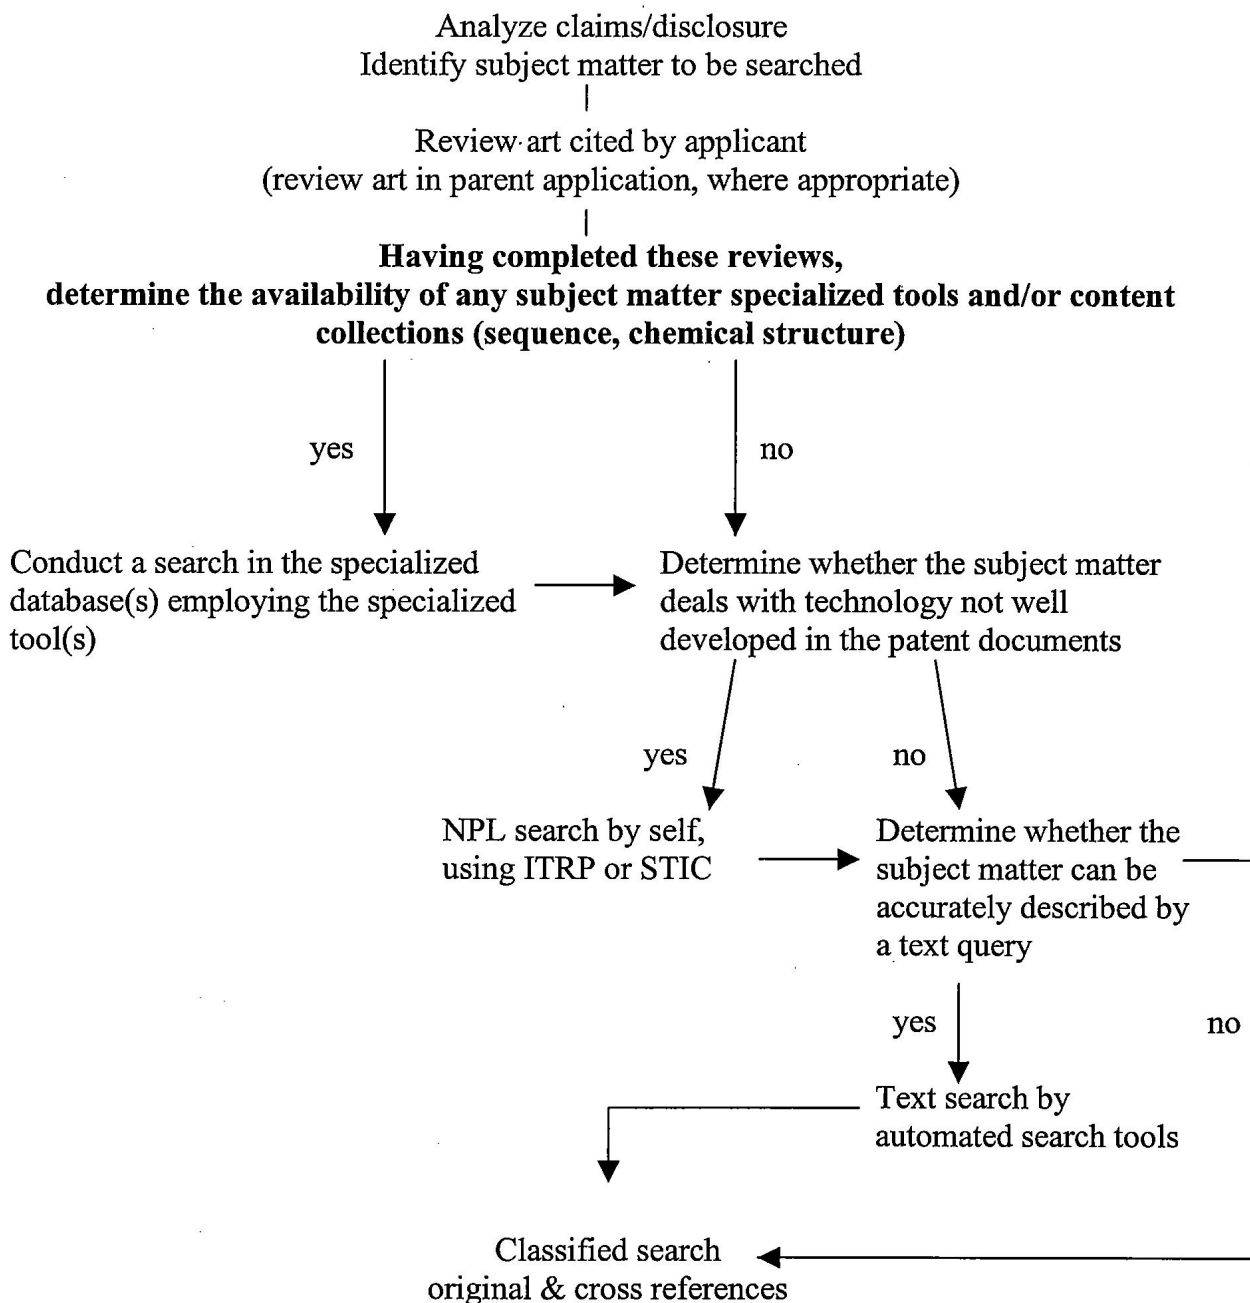 Analyze claims/disclosure
Identify subject matter to be searched
Review art cited by applicant
(review art in parent application, where appropriate)
Having completed these reviews,
determine the availability of any subject matter specialized tools and/or content
collections (sequence, chemical structure)
yes
no
Conduct a search in the specialized
database(s) employing the specialized
tool(s)
Determine whether the subject matter
deals with technology not well
developed in the patent documents
yes
no
NPL search by self,
using ITRP or STIC
Determine whether the
subject matter can be
accurately described by
a text query
yes
no
Text search by
automated search tools
Classified search
original & cross references